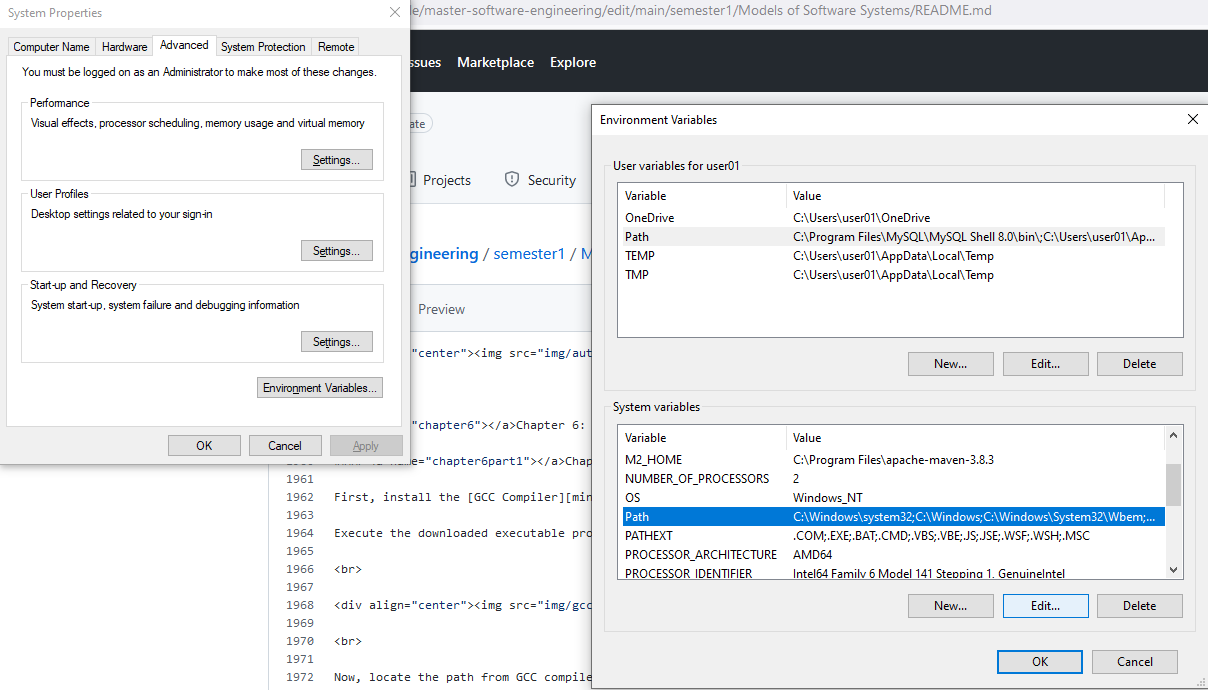 System Properties
le/master-software-engineering/edit/main/semester1/Models of Software Systems/README.md
Computer Name Hardware Advanced System Protection Remote
You must be logged on as an Administrator to make most of these changes.
Performance
Visual effects, processor scheduling, memory usage and virtual memory
Settings...
User Profiles
Desktop settings related to your sign-in
Settings...
Start-up and Recovery
System start-up, system failure and debugging information
Settings...
Environment Variables...
OK Cancel Apply
ssues Marketplace Explore
ate
Projects Security
gineering / semester1 / M
Preview
"center"><img src="img/aut
"chapter6"></a>Chapter 6:
"chapter6part1"></a>Chap
1961
1962 First, install the [GCC Compiler][min
1963
1964 Execute the downloaded executable pro
1965
1966 <br>
1967
1968 <div align="center"><img src="img/gcc
1969
1970 <br>
1971
1972 Now, locate the path from GCC compile
Environment Variables
User variables for user01
Variable Value
OneDrive C:\Users\user01\OneDrive
Path C:\Program Files\MySQL\MySQL Shell 8.0\bin\;C:\Users\user01\Ap...
TEMP C:\Users\user01\AppData\Local\Temp
TMP C:\Users\user01\AppData\Local\Temp
New... Edit... Delete
System variables
Variable Value
M2_HOME C:\Program Files\apache-maven-3.8.3
NUMBER_OF_PROCESSORS 2
OS Windows_NT
Path C:\Windows\system32;C:\Windows;C:\Windows\System32\Wbem;...
PATHEXT .COM;.EXE;.BAT;.CMD;.VBS;.VBE;.JS;.JSE;.WSF;.WSH;.MSC
PROCESSOR_ARCHITECTURE AMD64
PROCESSOR_IDENTIFIER Intel64 Family 6 Model 141 Stepping 1, GenuineIntel
New... Edit... Delete
OK Cancel